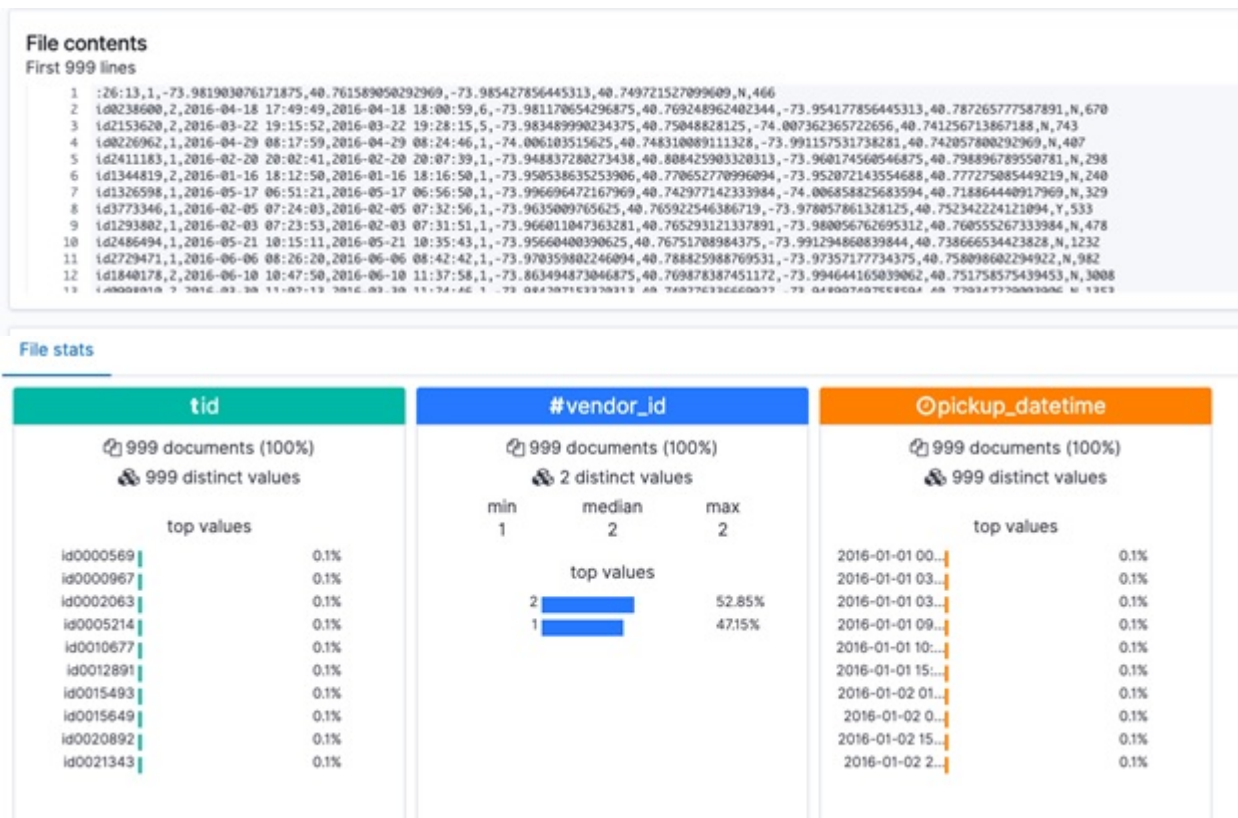 File contents
First 999 lines
1 :26:13,1,-73.981903076171875,40.761589050292969,-73.985427856445313,40.749721527099609,N,466
2 id0238600,2,2016-04-18 17:49:49,2016-04-18 18:00:59,6,-73.981170654296875,40.769248962402344,-73.954177856445313,40.787265777587891,N,670
3 id2153620,2,2016-03-22 19:15:52,2016-03-22 19:28:15,5,-73.983489990234375,40.75048828125,-74.007362365722656,40.741256713867188,N,743
4 id0226962,1,2016-04-29 08:17:59,2016-04-29 08:24:46,1,-74.006103515625,40.748310089111328,-73.991157531738281,40.742057800292969,N,407
5 id2411183,1,2016-02-20 20:02:41,2016-02-20 20:07:39,1,-73.948837280273438,40.808425903320313,-73.960174560546875,40.798896789550781,N,298
6 id1344819,2,2016-01-16 18:12:50,2016-01-16 18:16:50,1,-73.950538635253906,40.770652770996094,-73.952072143554688,40.777275085449219,N,240
7 id1326598,1,2016-05-17 06:51:21,2016-05-17 06:56:50,1,-73.996696472167969,40.742977142333984,-74.006858825683594,40.718864440917969,N,329
8 id3773346,1,2016-02-05 07:24:03,2016-02-05 07:32:56,1,-73.9635009765625,40.765922546386719,-73.978057861328125,40.752342224121094,Y,533
9 id1293802,1,2016-02-03 07:23:53,2016-02-03 07:31:51,1,-73.966011047363281,40.765293121337891,-73.980056762695312,40.760555267333984,N,478
10 id2486494,1,2016-05-21 10:15:11,2016-05-21 10:35:43,1,-73.95660400390625,40.76751708984375,-73.991294860839844,40.738666534423828,N,1232
11 id2729471,1,2016-06-06 08:26:20,2016-06-06 08:42:42,1,-73.970359802246094,40.788825988769531,-73.97357177734375,40.758098602294922,N,982
12 id1840178,2,2016-06-10 10:47:50,2016-06-10 11:37:58,1,-73.863494873046875,40.769878387451172,-73.994644165039062,40.751758575439453,N,3008
13
File stats
tid
999 documents (100%)
999 distinct values
top values
id0000569 0.1%
id0000967 0.1%
id0002063 0.1%
id0005214 0.1%
id0010677 0.1%
id0012891 0.1%
id0015493 0.1%
id0015649 0.1%
id0020892 0.1%
id0021343 0.1%
#vendor_id
999 documents (100%)
2 distinct values
min median max
1 2 2
top values
2 52.85%
1 47.15%
pickup_datetime
999 documents (100%)
999 distinct values
top values
2016-01-01 00... 0.1%
2016-01-01 03... 0.1%
2016-01-01 03... 0.1%
2016-01-01 09... 0.1%
2016-01-01 10:... 0.1%
2016-01-01 15:... 0.1%
2016-01-02 01... 0.1%
2016-01-02 0... 0.1%
2016-01-02 15... 0.1%
2016-01-02 2... 0.1%